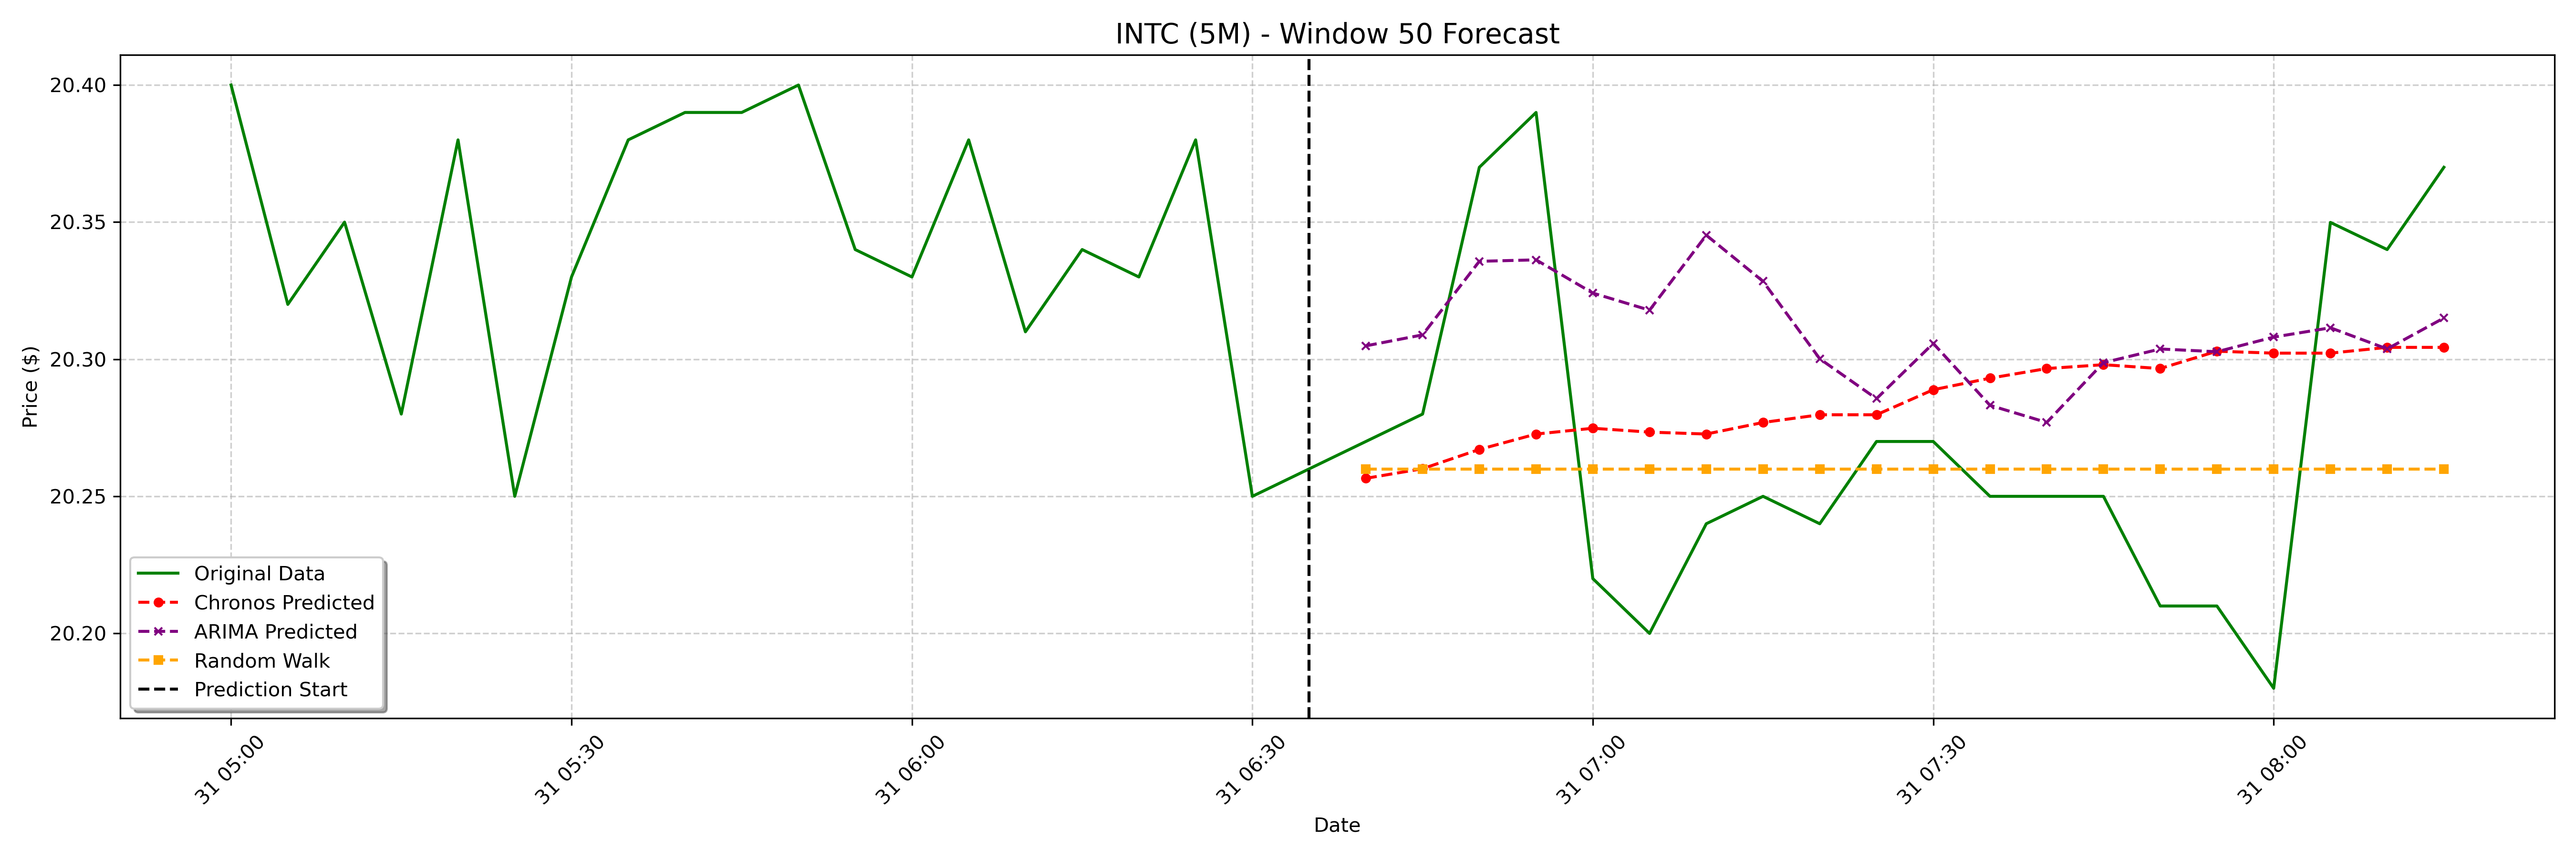 INTC (5M) - Window 50 Forecast
Price ($)
20.40
20.35
20.30
20.25
20.20
Original Data
Chronos Predicted
ARIMA Predicted
Random Walk
Prediction Start
31 05:00
31 05:30
31 06:00
31 06:30
31 07:00
31 07:30
31 08:00
Date